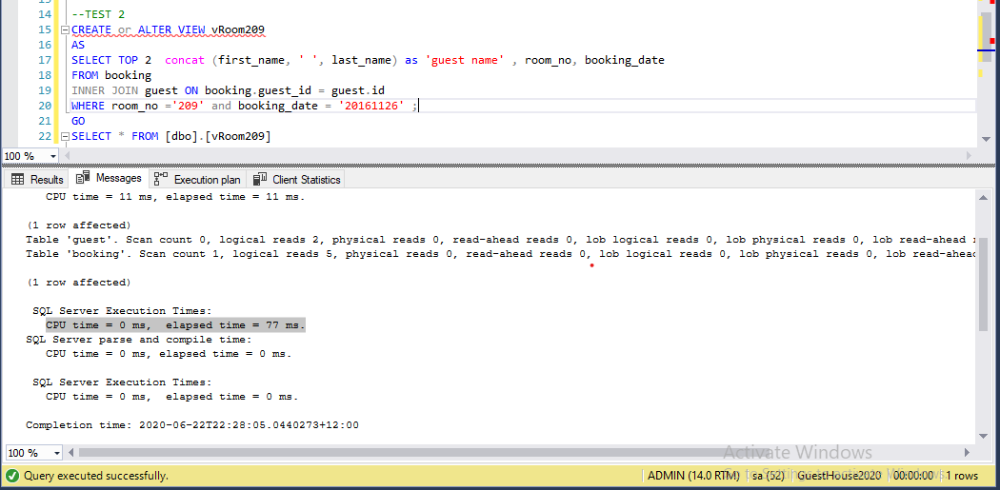 14 --TEST 2
15 CREATE or ALTER VIEW vRoom209
16 AS
17 SELECT TOP 2  concat (first_name, ' ', last_name) as 'guest name' , room_no, booking_date
18 FROM booking
19 INNER JOIN guest ON booking.guest_id = guest.id
20 WHERE room_no ='209' and booking_date = '20161126' ;
21 GO
22 SELECT * FROM [dbo].[vRoom209]
100 %
Results Messages Execution plan Client Statistics
CPU time = 11 ms, elapsed time = 11 ms.
(1 row affected)
Table 'guest'. Scan count 0, logical reads 2, physical reads 0, read-ahead reads 0, lob logical reads 0, lob physical reads 0, lob read-ahead
Table 'booking'. Scan count 1, logical reads 5, physical reads 0, read-ahead reads 0, lob logical reads 0, lob physical reads 0, lob read-ahead
(1 row affected)
SQL Server Execution Times:
CPU time = 0 ms,  elapsed time = 77 ms.
SQL Server parse and compile time:
CPU time = 0 ms, elapsed time = 0 ms.
SQL Server Execution Times:
CPU time = 0 ms,  elapsed time = 0 ms.
Completion time: 2020-06-22T22:28:05.0440273+12:00
100 %
Activate Windows
Query executed successfully. ADMIN (14.0 RTM) sa (52) GuestHouse2020 00:00:00 1 rows